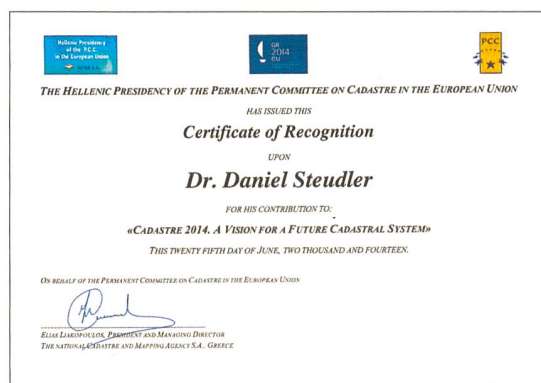 Hellenic Presidency
of the P.C.C.
in the European Union
GR
2014
EU
PCC
THE HELLENIC PRESIDENCY OF THE PERMANENT COMMITTEE ON CADASTRE IN THE EUROPEAN UNION
HAS ISSUED THIS
Certificate of Recognition
UPON
Dr. Daniel Steudler
FOR HIS CONTRIBUTION TO:
«CADASTRE 2014. A VISION FOR A FUTURE CADASTRAL SYSTEM»
THIS TWENTY FIFTH DAY OF JUNE, TWO THOUSAND AND FOURTEEN.
ON BEHALF OF THE PERMANENT COMMITTEE ON CADASTRE IN THE EUROPEAN UNION
ELIAS LIAKOPOULOS, PRESIDENT AND MANAGING DIRECTOR
THE NATIONAL CADASTRE AND MAPPING AGENCY S.A., GREECE